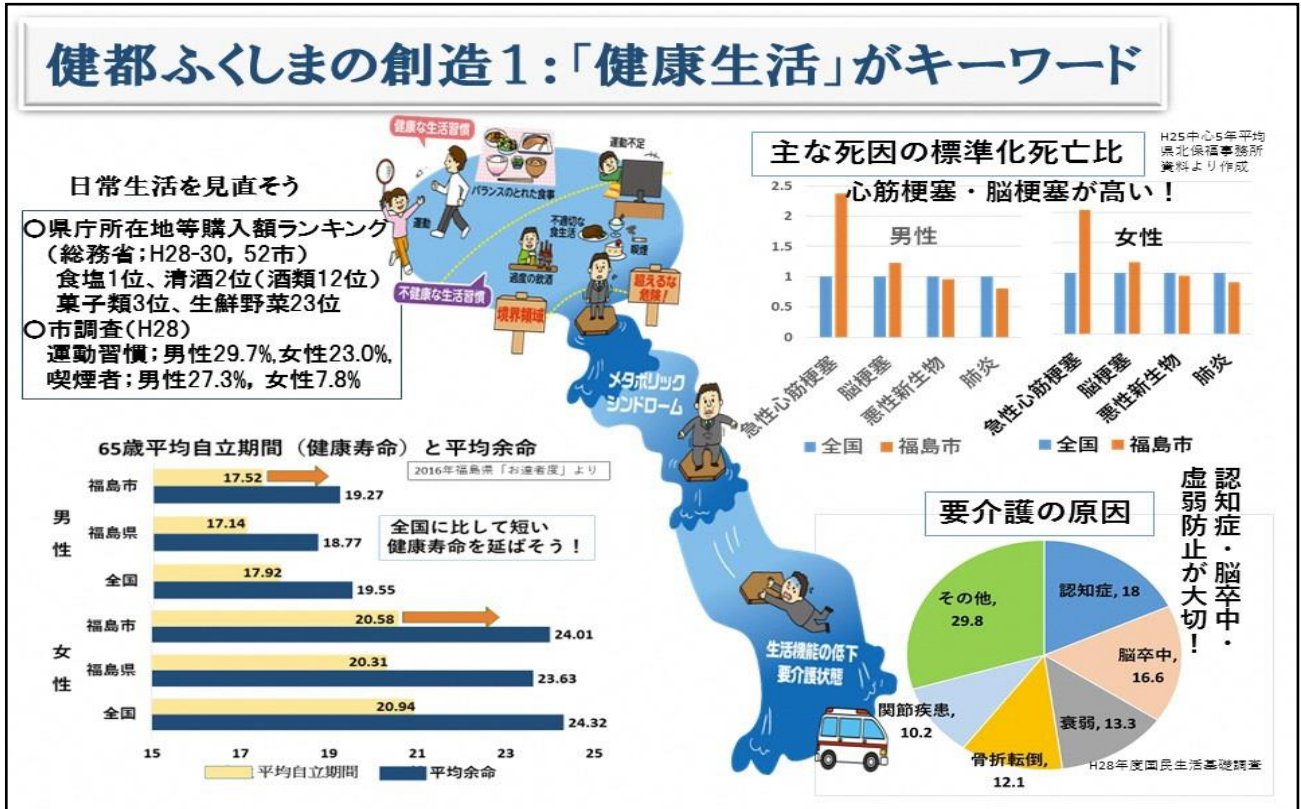 健都ふくしまの創造1:「健康生活」がキーワード
日常生活を見直そう
○県庁所在地等購入額ランキング
(総務省;H28-30, 52市)
食塩1位、清酒2位(酒類12位)
菓子類3位、生鮮野菜23位
○市調査(H28)
運動習慣;男性29.7%,女性23.0%,
喫煙者;男性27.3%, 女性7.8%
健康な生活習慣
バランスのとれた食事
運動
運動不足
不適切な
食生活
喫煙
過度の飲酒
不健康な生活習慣
境界領域
超えるな
危険!
メタボリック
シンドローム
生活機能の低下
要介護状態
主な死因の標準化死亡比
H25中心5年平均
県北保福事務所
資料より作成
心筋梗塞・脳梗塞が高い!
2.5
2
1.5
1
0.5
0
男性
急性心筋梗塞
脳梗塞
悪性新生物
肺炎
全国
福島市
女性
急性心筋梗塞
脳梗塞
悪性新生物
肺炎
全国
福島市
65歳平均自立期間(健康寿命)と平均余命
2016年福島県「お達者度」より
男性
福島市
17.52
19.27
福島県
17.14
18.77
全国
17.92
19.55
全国に比して短い
健康寿命を延ばそう!
女性
福島市
20.58
24.01
福島県
20.31
23.63
全国
20.94
24.32
15 17 19 21 23 25
平均自立期間 平均余命
要介護の原因
認知症・脳卒中・
虚弱防止が大切!
認知症, 18
脳卒中,
16.6
衰弱, 13.3
骨折転倒,
12.1
関節疾患,
10.2
その他,
29.8
H28年度国民生活基礎調査